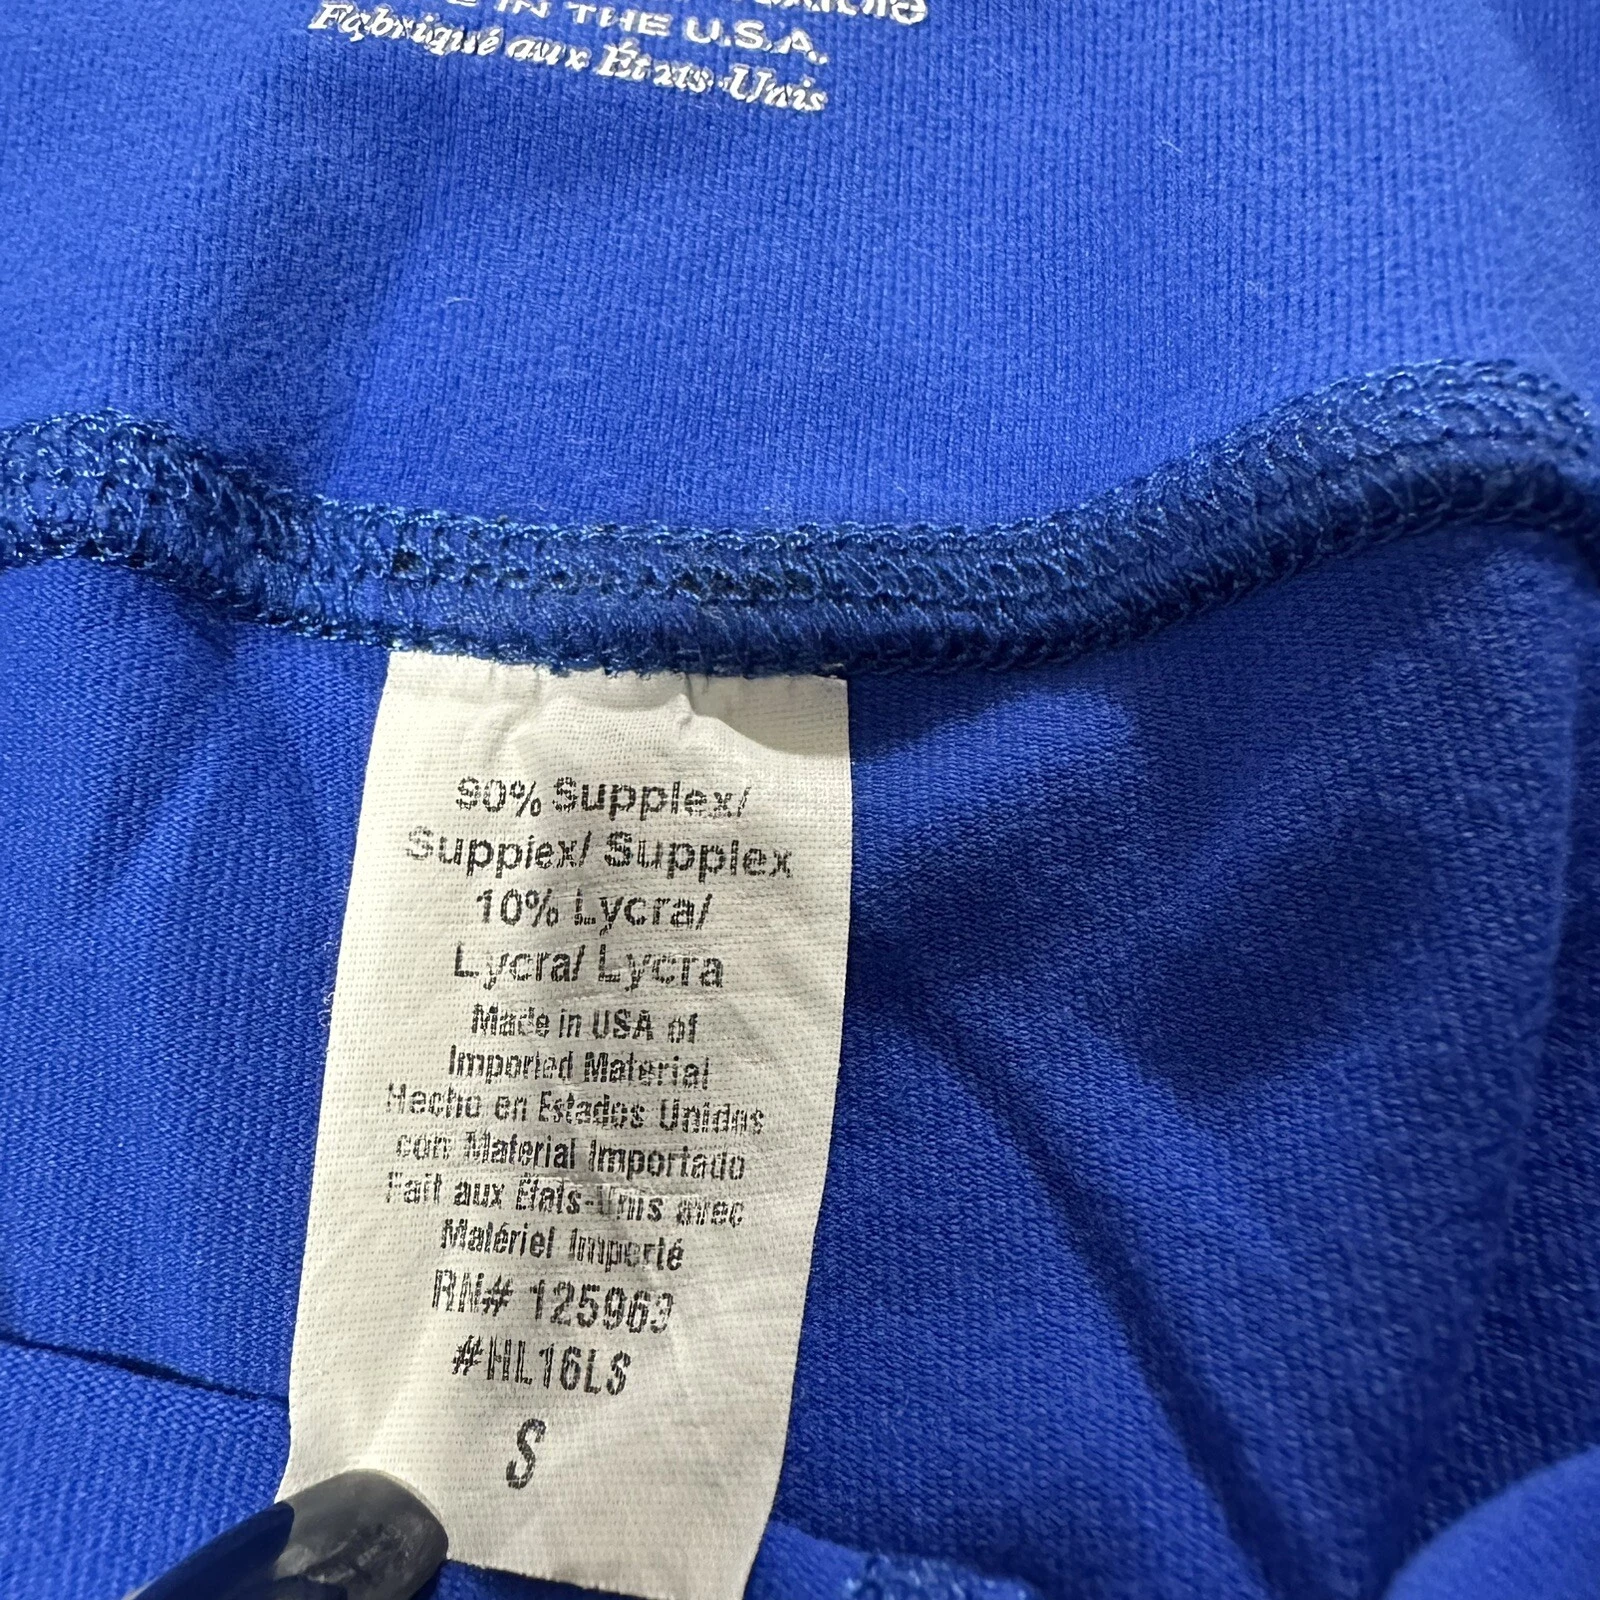 IN THE U.S.A.
Fabriqué aux États-Unis
90% Supplex/
Supplex/ Supplex
10% Lycra/
Lycra/ Lycra
Made in USA of
Imported Material
Hecho en Estados Unidos
con Material Importado
Fait aux États-Unis avec
Matériel Importé
RN# 125963
#HL16LS
S